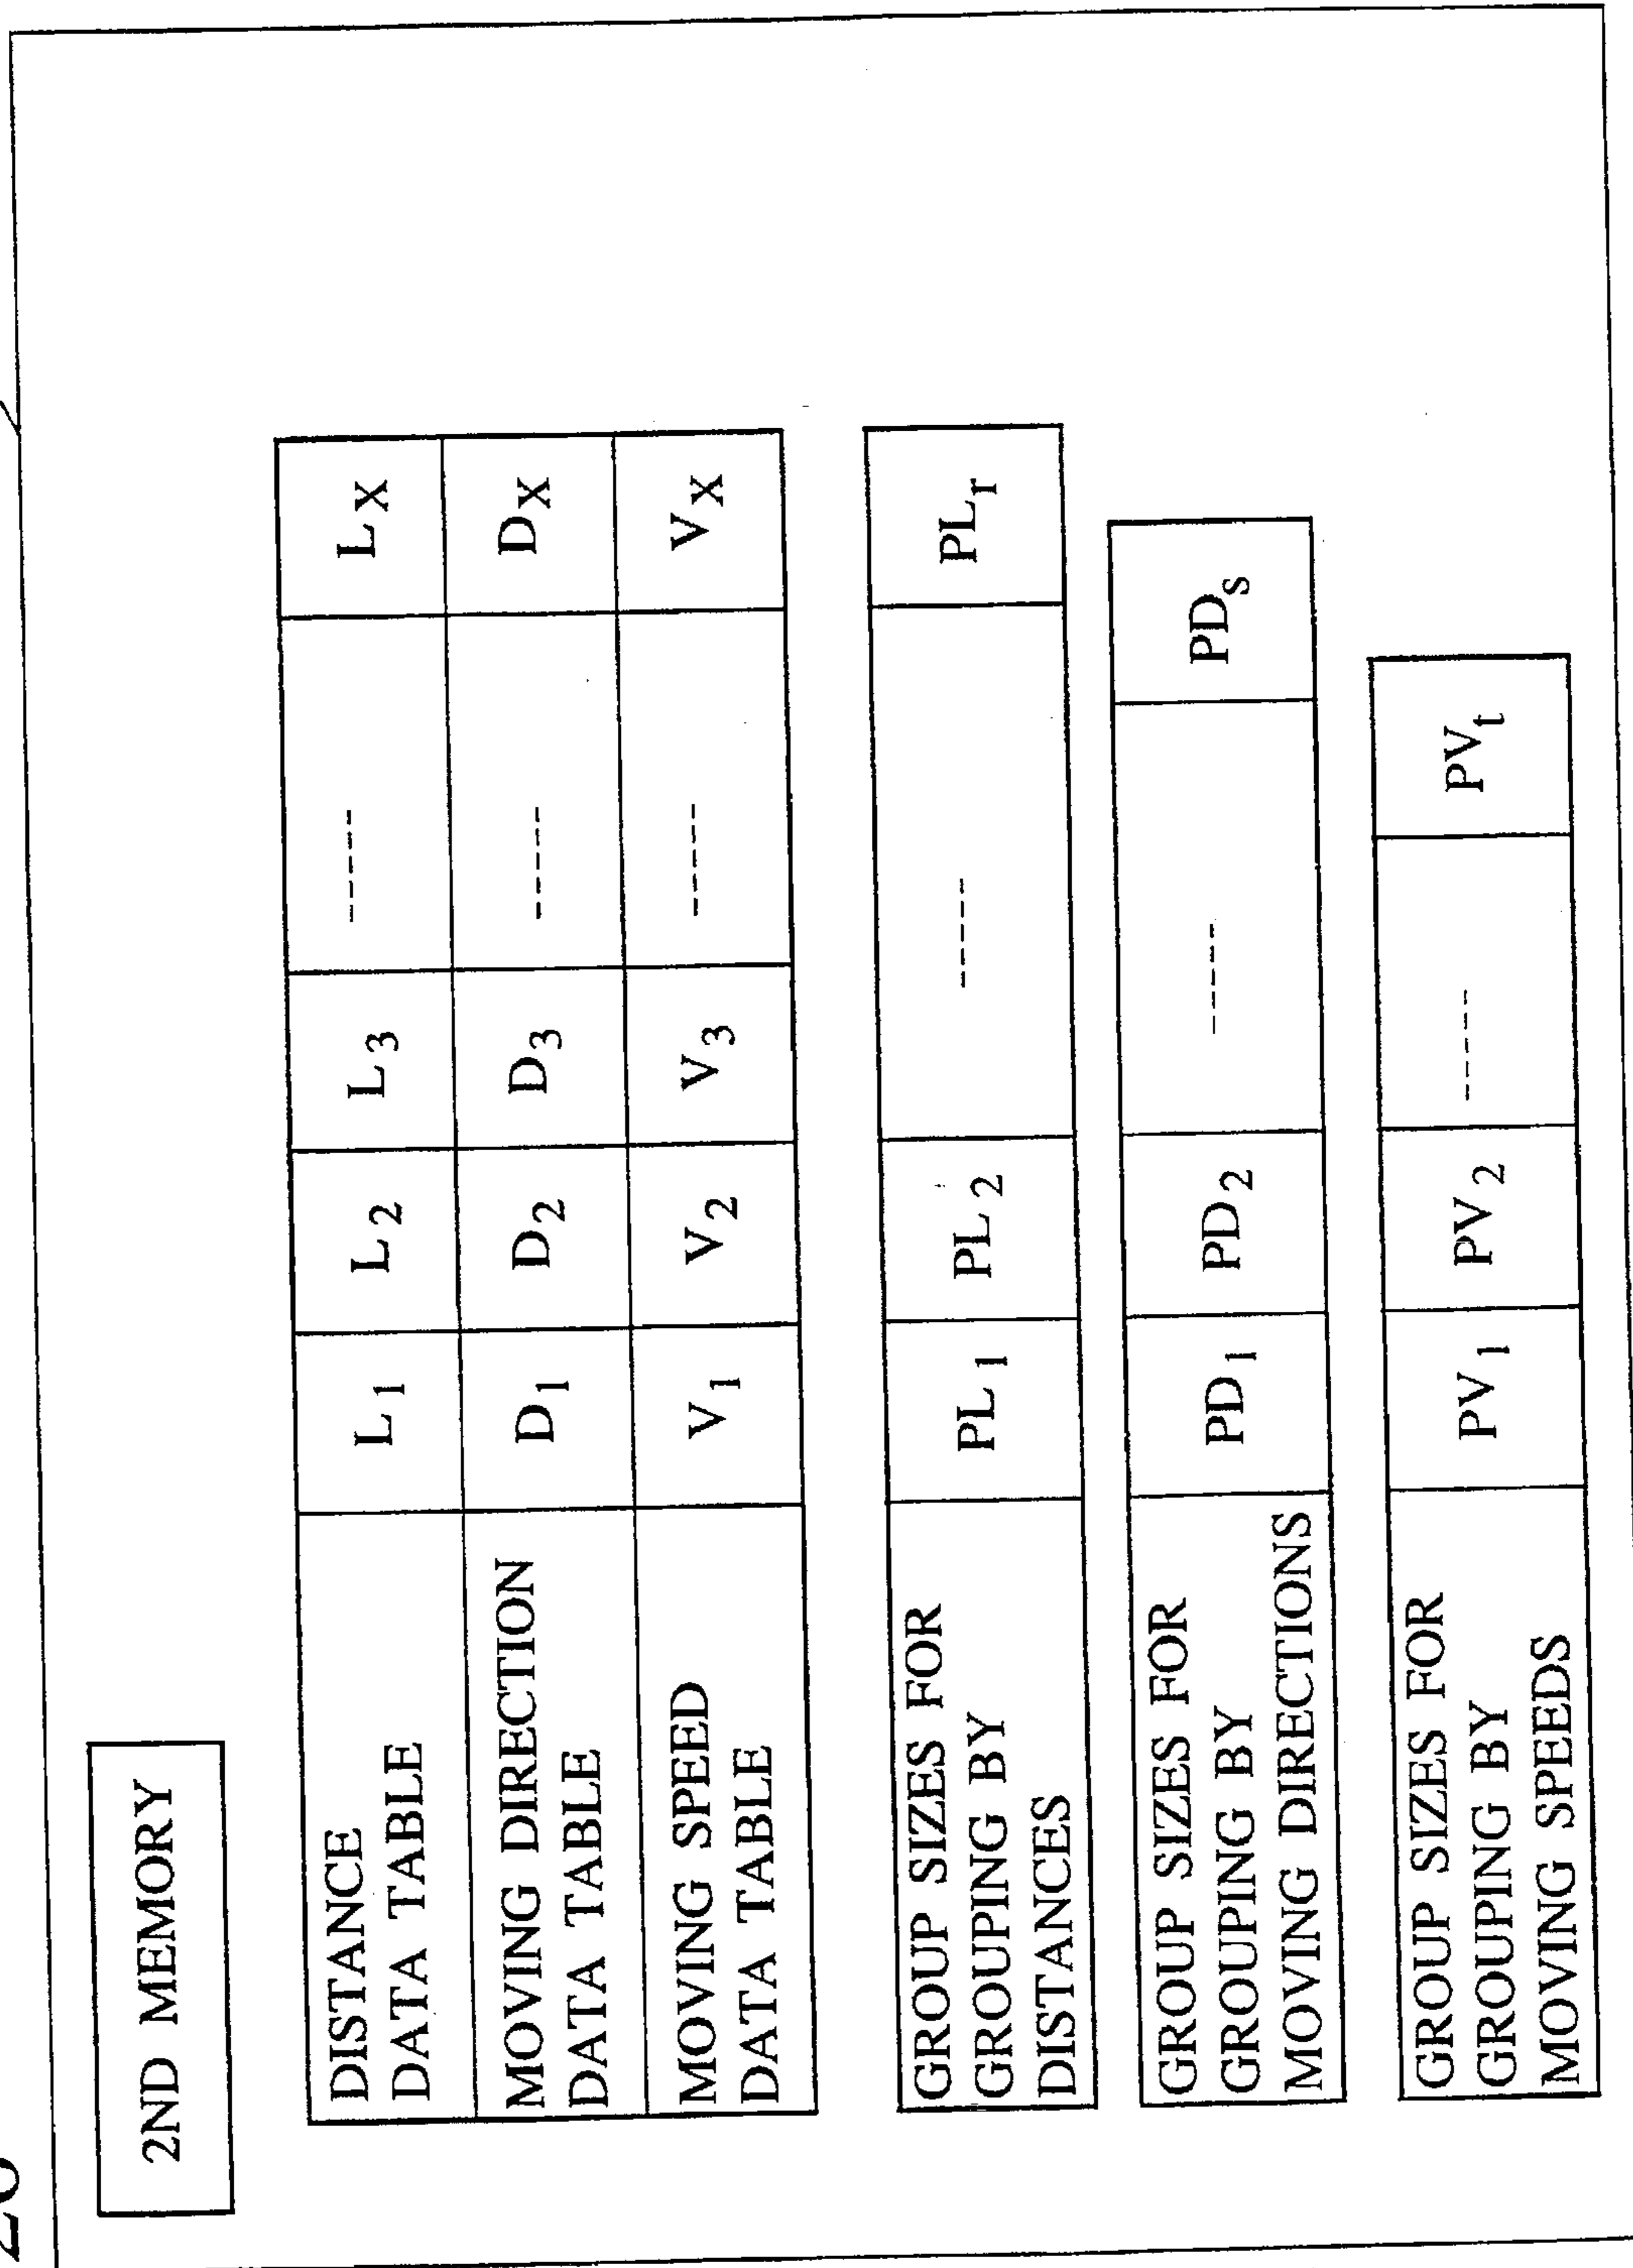 2ND MEMORY
DISTANCE
DATA TABLE
L1 L2 L3 ----- LX
MOVING DIRECTION
DATA TABLE
D1 D2 D3 ----- DX
MOVING SPEED
DATA TABLE
V1 V2 V3 ----- VX
GROUP SIZES FOR
GROUPING BY
DISTANCES
PL1 PL2 ----- PLr
GROUP SIZES FOR
GROUPING BY
MOVING DIRECTIONS
PD1 PD2 ----- PDs
GROUP SIZES FOR
GROUPING BY
MOVING SPEEDS
PV1 PV2 ----- PVt